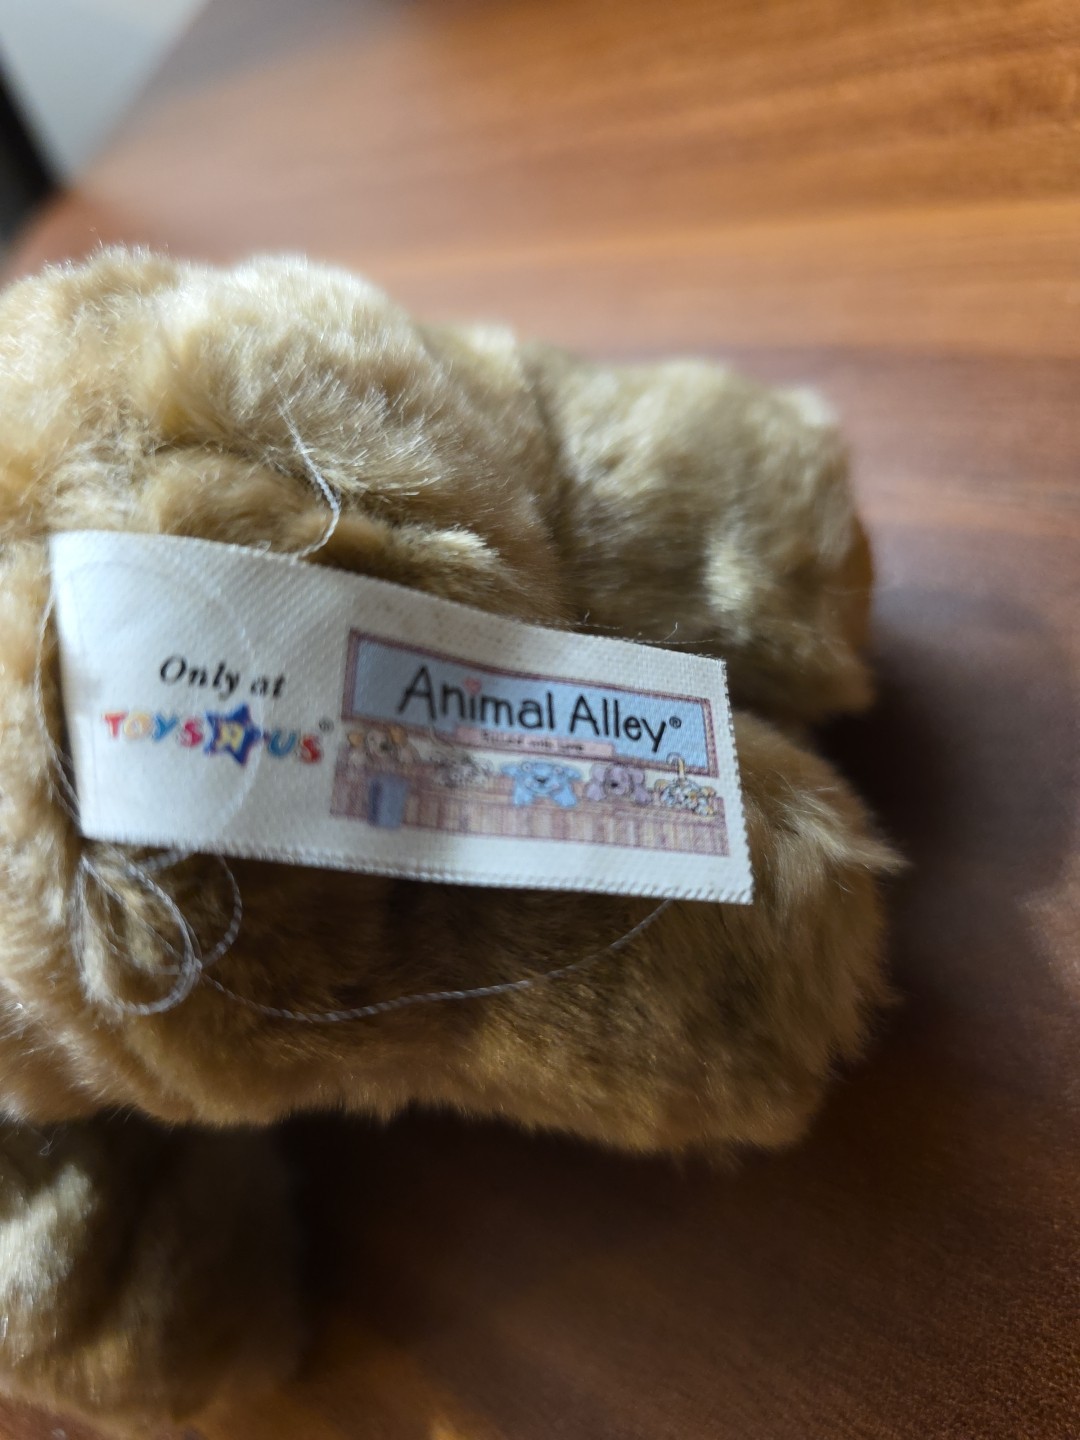 Only at
TOYS R US®
Animal Alley®